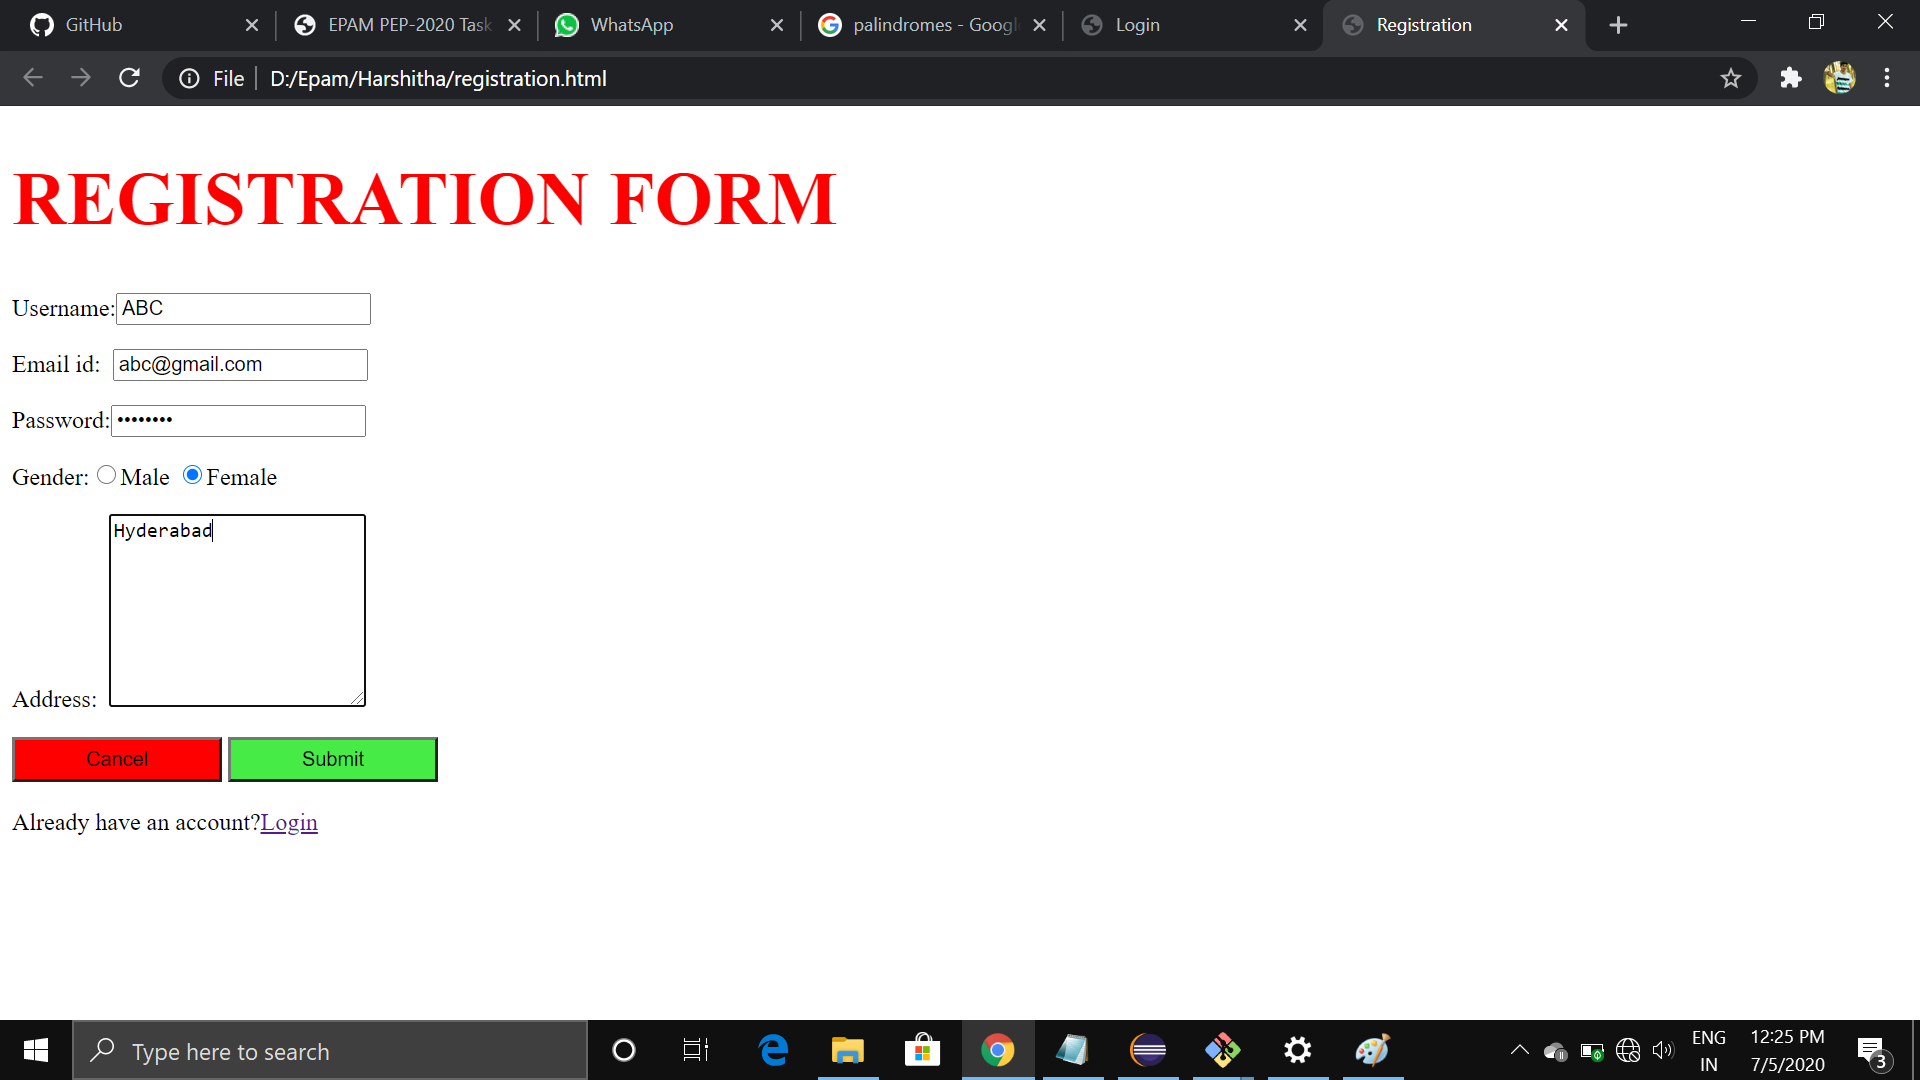 GitHub
EPAM PEP-2020 Task
WhatsApp
palindromes - Googl
Login
Registration
File
D:/Epam/Harshitha/registration.html
REGISTRATION FORM
Username: ABC
Email id: abc@gmail.com
Password: ••••••••
Gender: Male Female
Hyderabad
Address:
Cancel Submit
Already have an account?Login
Type here to search
ENG
IN
12:25 PM
7/5/2020
3